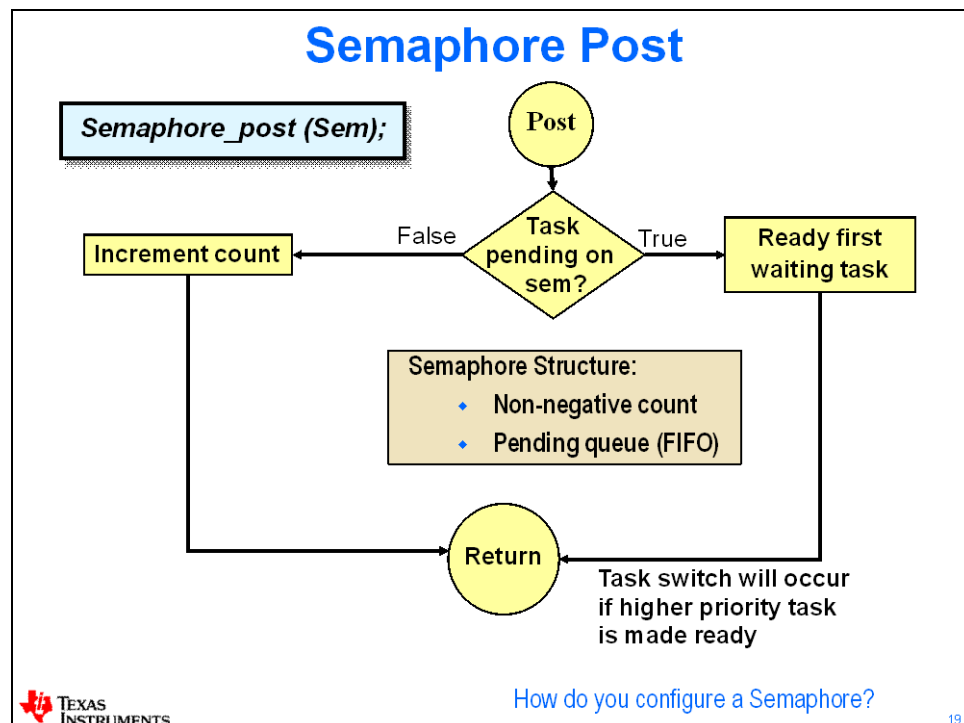 Semaphore Post
Semaphore_post (Sem);
Post
Task
pending on
sem?
False
True
Increment count
Ready first
waiting task
Semaphore Structure:
◆ Non-negative count
◆ Pending queue (FIFO)
Return
Task switch will occur
if higher priority task
is made ready
TEXAS
INSTRUMENTS
How do you configure a Semaphore?
19